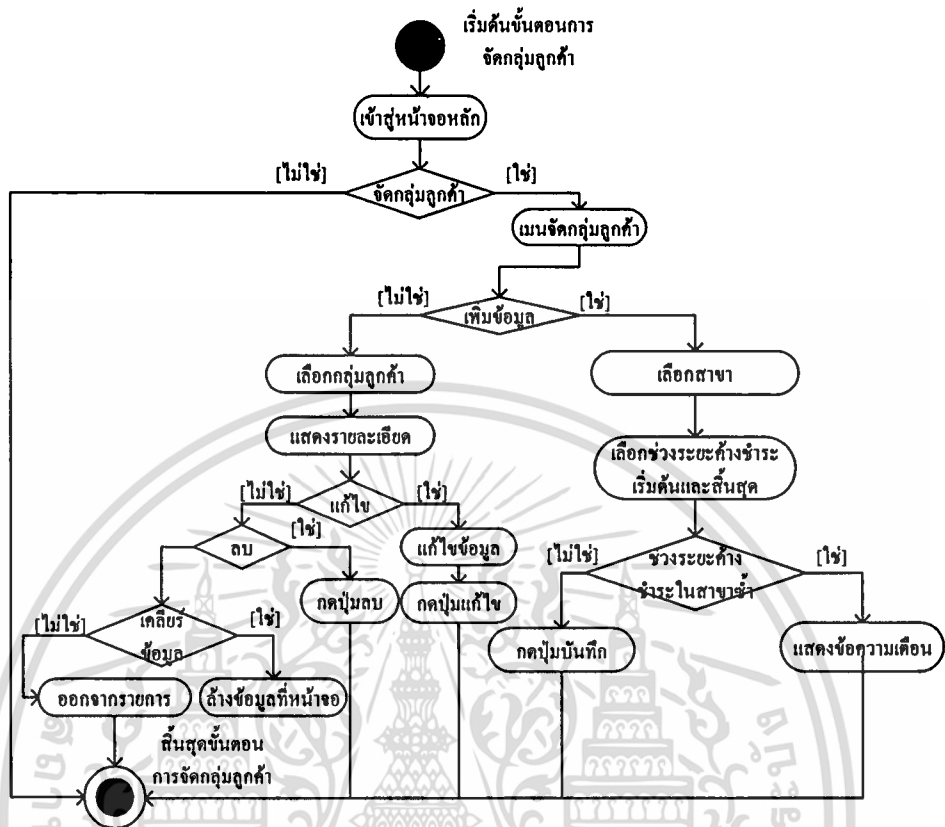 เริ่มต้นขั้นตอนการ
จัดกลุ่มลูกค้า
เข้าสู่หน้าจอหลัก
[ไม่ใช่]
[ใช่]
จัดกลุ่มลูกค้า
เมนจัดกลุ่มลูกค้า
[ไม่ใช่]
[ใช่]
เพิ่มข้อมูล
เลือกกลุ่มลูกค้า
เลือกสาขา
แสดงรายละเอียด
เลือกช่วงระยะค้างชำระ
เริ่มต้นและสิ้นสุด
[ไม่ใช่]
แก้ไข
[ใช่]
ลบ
[ใช่]
แก้ไขข้อมูล
[ไม่ใช่]
ช่วงระยะค้าง
ชำระในสาขาซ้ำ
[ใช่]
กดปุ่มลบ
กดปุ่มแก้ไข
[ไม่ใช่]
เคลียร์
ข้อมูล
[ใช่]
กดปุ่มบันทึก
แสดงข้อความเตือน
ออกจากรายการ
ล้างข้อมูลที่หน้าจอ
สิ้นสุดขั้นตอน
การจัดกลุ่มลูกค้า